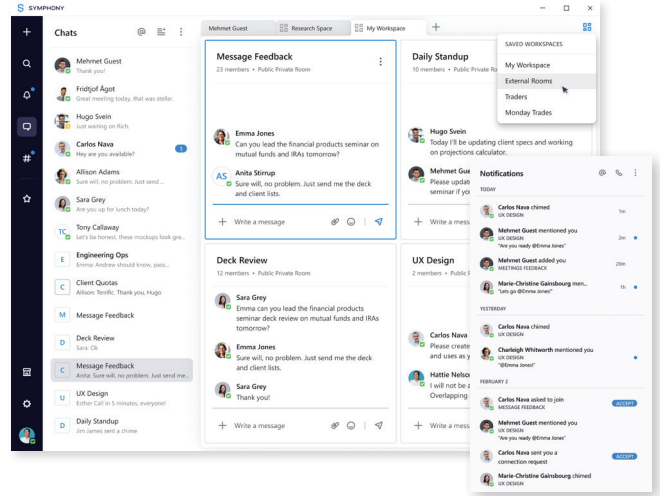 SYMPHONY
Chats
Mehmet Guest
Thank you!
Fridtjof Ågot
Great meeting today, that was stellar.
Hugo Svein
Just waiting on Rich.
Carlos Nava
Hey are you available?
1
Allison Adams
Sure will, no problem. Just send ...
Sara Grey
Are you up for lunch today?
TC
Tony Callaway
Let's be honest, these mockups look gre...
E
Engineering Ops
Emma: Andrew should know, pass...
C
Client Quotas
Allison: Terrific. Thank you, Hugo
M
Message Feedback
D
Deck Review
Sara: Ok
C
Message Feedback
Anita: Sure will, no problem. Just send me...
U
UX Design
Esther Call in 5 minutes, everyone!
D
Daily Standup
Jim James sent a chime
Mehmet Guest
Research Space
My Workspace
Message Feedback
23 members • Public Private Room
Emma Jones
Can you lead the financial products seminar on
mutual funds and IRAs tomorrow?
AS
Anita Stirrup
Sure will, no problem. Just send me the deck
and client lists.
Write a message
Daily Standup
10 members • Public Private Ro
Hugo Svein
Today I'll be updating client specs and working
on projections calculator.
Mehmet Gue
Please updat
seminar if yo
Write a mess
Deck Review
12 members • Public Private Room
Sara Grey
Emma can you lead the financial products
seminar deck review on mutual funds and IRAs
tomorrow?
Emma Jones
Sure will, no problem. Just send me the deck
and client lists.
Sara Grey
Thank you!
Write a message
UX Design
2 members • Public P
Carlos Nava
Please create
and uses as y
Hattie Nelso
I will not be a
Overlapping
Write a mess
SAVED WORKSPACES
My Workspace
External Rooms
Traders
Monday Trades
Notifications
TODAY
Carlos Nava chimed
UX DESIGN
1m
Mehmet Guest mentioned you
UX DESIGN
"Are you ready @Emma Jones"
2m
Mehmet Guest added you
MEETINGS FEEDBACK
20m
Marie-Christine Gainsbourg men...
"Lets go @Emma Jones"
1h
YESTERDAY
Carlos Nava chimed
UX DESIGN
Charleigh Whitworth mentioned you
UX DESIGN
"@Emma Jones"
FEBRUARY 2
Carlos Nava asked to join
MESSAGE FEEDBACK
ACCEPT
Mehmet Guest mentioned you
UX DESIGN
"Are you ready @Emma Jones"
Carlos Nava sent you a
connection request
ACCEPT
Marie-Christine Gainsbourg chimed
UX DESIGN